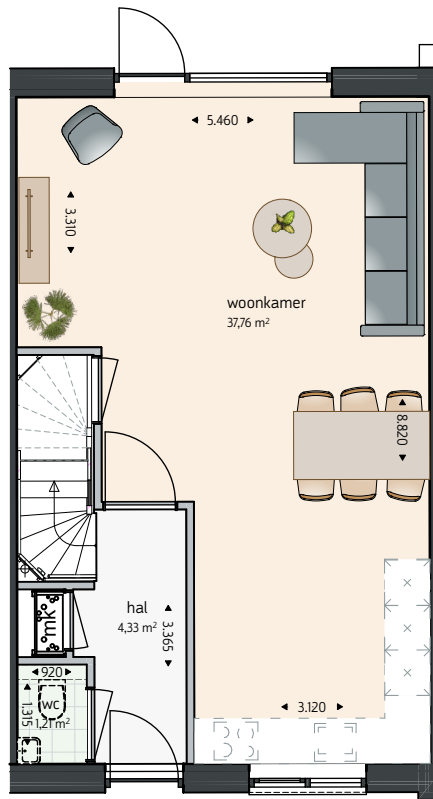 5.460
3.310
woonkamer
37,76 m²
8.820
hal
4,33 m²
3.365
mk
920
wc
1.315
1,21 m²
3.120